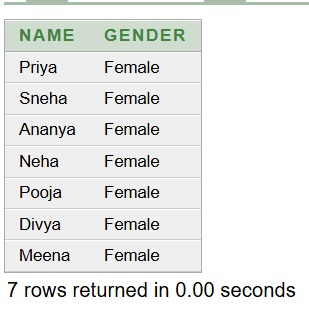 NAME GENDER
Priya Female
Sneha Female
Ananya Female
Neha Female
Pooja Female
Divya Female
Meena Female
7 rows returned in 0.00 seconds